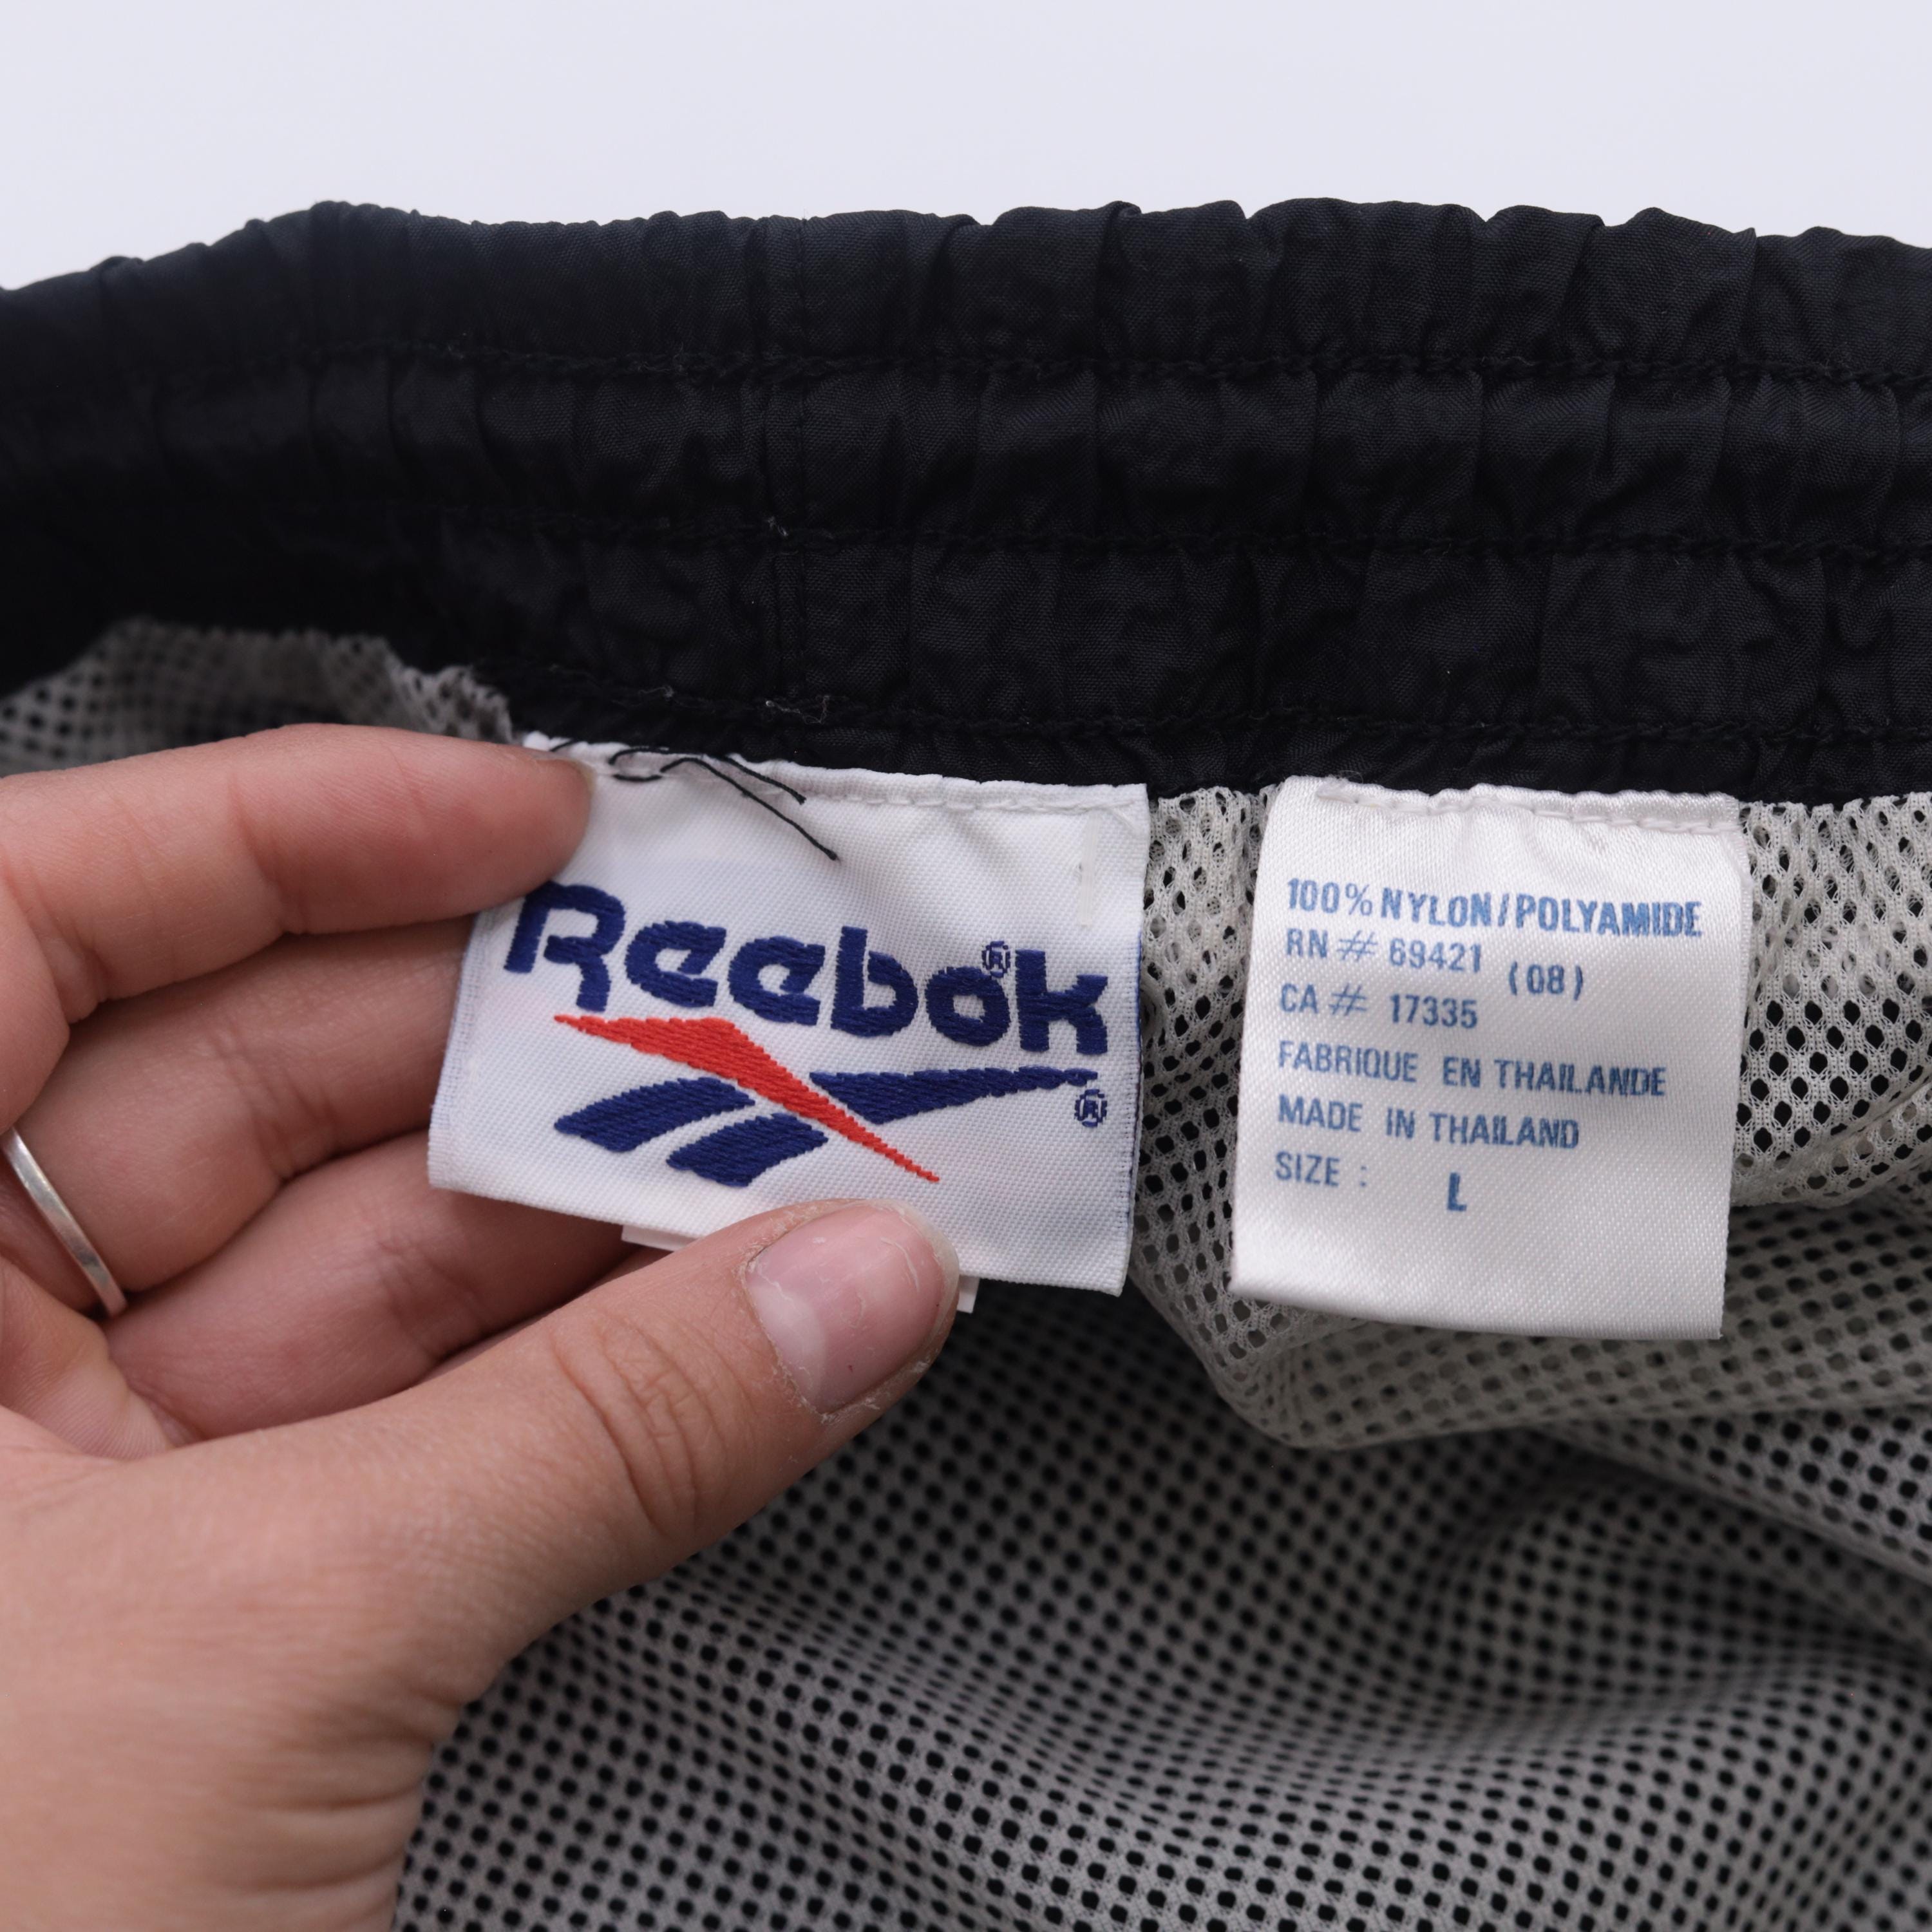 Reebok®
®
100% NYLON/POLYAMIDE
RN # 69421 (08)
CA # 17335
FABRIQUE EN THAILANDE
MADE IN THAILAND
SIZE : L